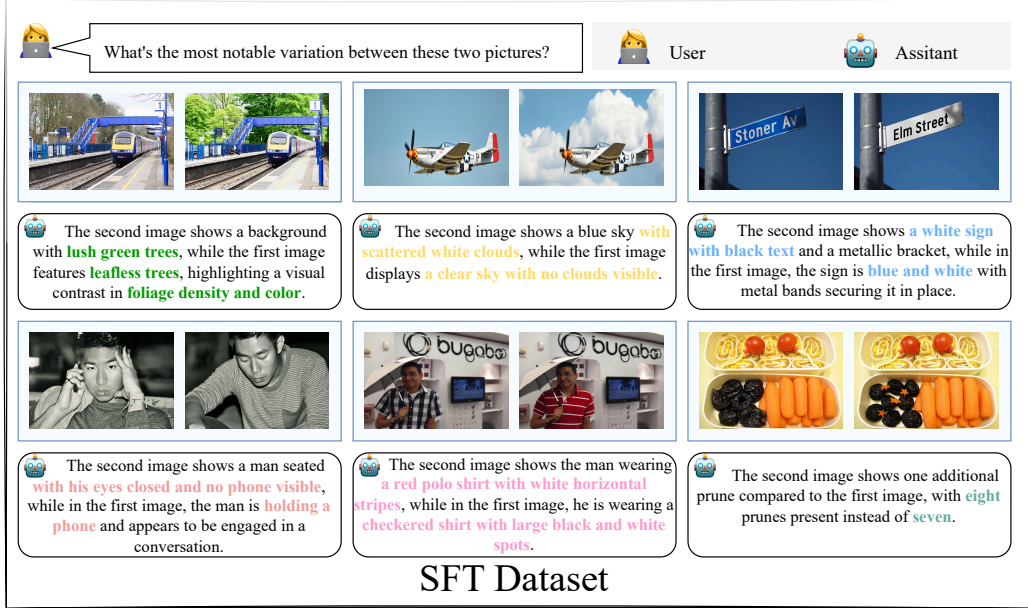 What's the most notable variation between these two pictures?
User
Assitant
1
1
Stoner Av
Elm Street
The second image shows a background
with lush green trees, while the first image
features leafless trees, highlighting a visual
contrast in foliage density and color.
The second image shows a blue sky with
scattered white clouds, while the first image
displays a clear sky with no clouds visible.
The second image shows a white sign
with black text and a metallic bracket, while in
the first image, the sign is blue and white with
metal bands securing it in place.
bugaboo
bugaboo
The second image shows a man seated
with his eyes closed and no phone visible,
while in the first image, the man is holding a
phone and appears to be engaged in a
conversation.
The second image shows the man wearing
a red polo shirt with white horizontal
stripes, while in the first image, he is wearing a
checkered shirt with large black and white
spots.
The second image shows one additional
prune compared to the first image, with eight
prunes present instead of seven.
SFT Dataset